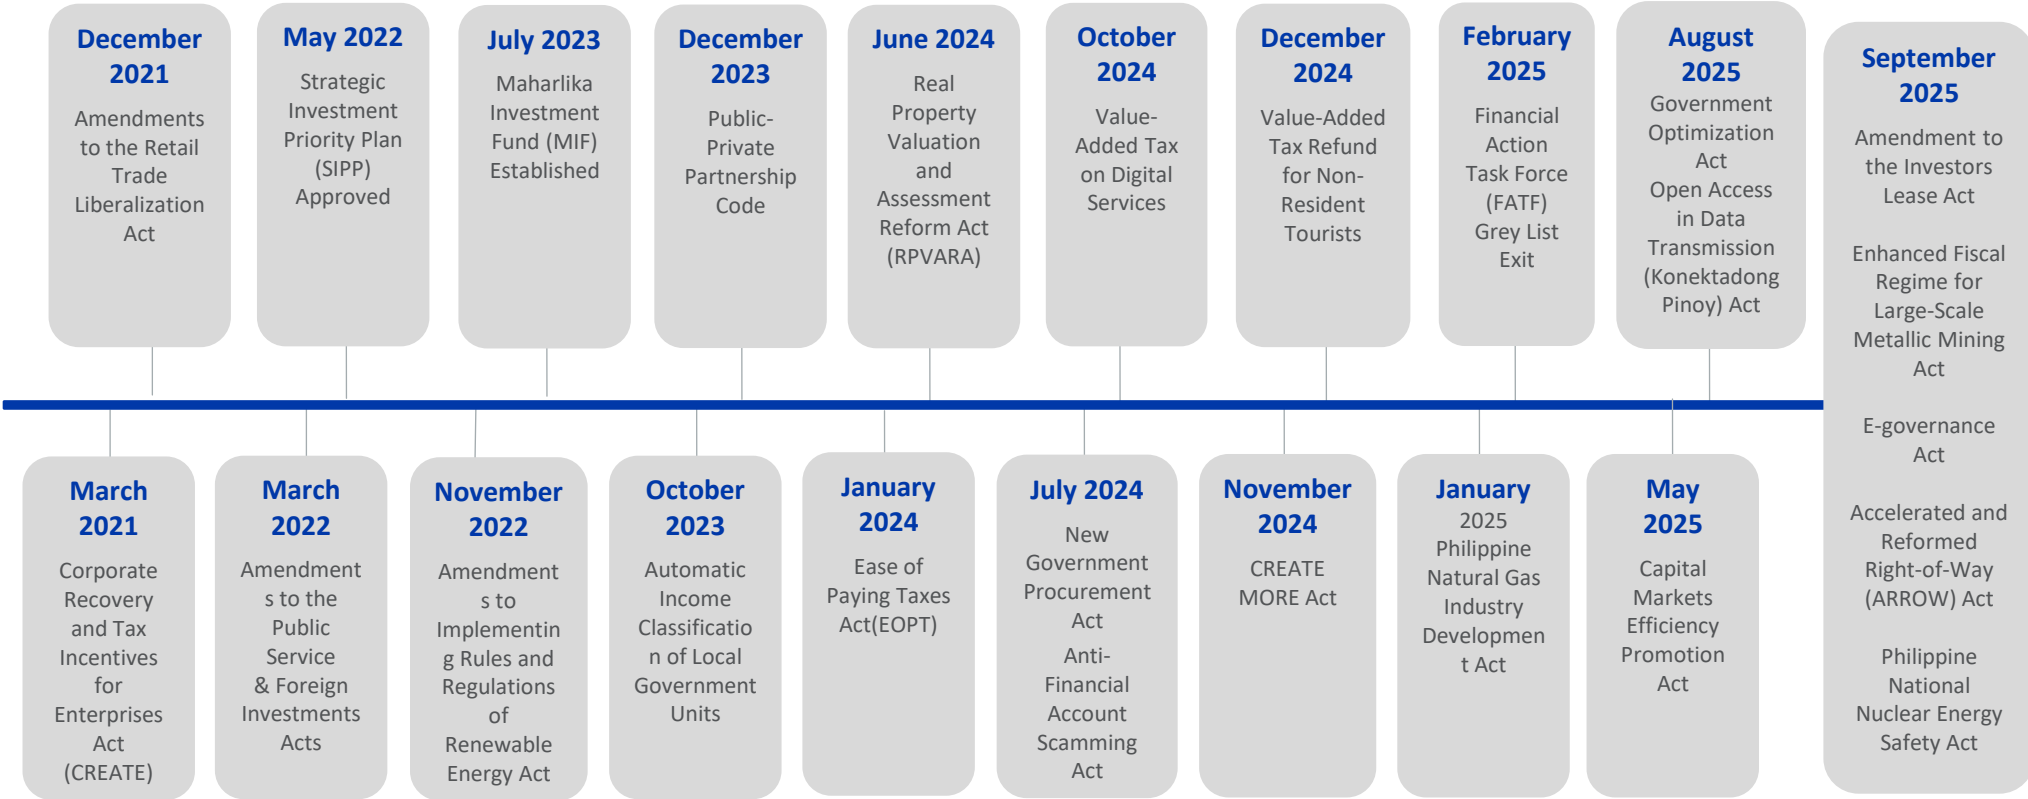 December
2021
Amendments
to the Retail
Trade
Liberalization
Act
May 2022
Strategic
Investment
Priority Plan
(SIPP)
Approved
July 2023
Maharlika
Investment
Fund (MIF)
Established
December
2023
Public-
Private
Partnership
Code
June 2024
Real
Property
Valuation
and
Assessment
Reform Act
(RPVARA)
October
2024
Value-
Added Tax
on Digital
Services
December
2024
Value-Added
Tax Refund
for Non-
Resident
Tourists
February
2025
Financial
Action
Task Force
(FATF)
Grey List
Exit
August
2025
Government
Optimization
Act
Open Access
in Data
Transmission
(Konektadong
Pinoy) Act
September
2025
Amendment to
the Investors
Lease Act
Enhanced Fiscal
Regime for
Large-Scale
Metallic Mining
Act
E-governance
Act
Accelerated and
Reformed
Right-of-Way
(ARROW) Act
Philippine
National
Nuclear Energy
Safety Act
March
2021
Corporate
Recovery
and Tax
Incentives
for
Enterprises
Act
(CREATE)
March
2022
Amendment
s to the
Public
Service
& Foreign
Investments
Acts
November
2022
Amendment
s to
Implementin
g Rules and
Regulations
of
Renewable
Energy Act
October
2023
Automatic
Income
Classificatio
n of Local
Government
Units
January
2024
Ease of
Paying Taxes
Act(EOPT)
July 2024
New
Government
Procurement
Act
Anti-
Financial
Account
Scamming
Act
November
2024
CREATE
MORE Act
January
2025
Philippine
Natural Gas
Industry
Developmen
t Act
May
2025
Capital
Markets
Efficiency
Promotion
Act